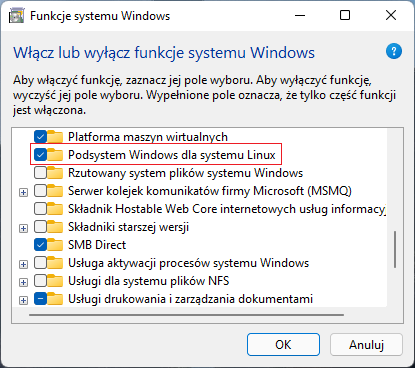 Funkcje systemu Windows
Włącz lub wyłącz funkcje systemu Windows
Aby włączyć funkcję, zaznacz jej pole wyboru. Aby wyłączyć funkcję,
wyczyść jej pole wyboru. Wypełnione pole oznacza, że tylko część funkcji
jest włączona.
Platforma maszyn wirtualnych
Podsystem Windows dla systemu Linux
Rzutowany system plików systemu Windows
Serwer kolejek komunikatów firmy Microsoft (MSMQ)
Składnik Hostable Web Core internetowych usług informacyj
Składniki starszej wersji
SMB Direct
Usługa aktywacji procesów systemu Windows
Usługi dla systemu plików NFS
Usługi drukowania i zarządzania dokumentami
OK
Anuluj